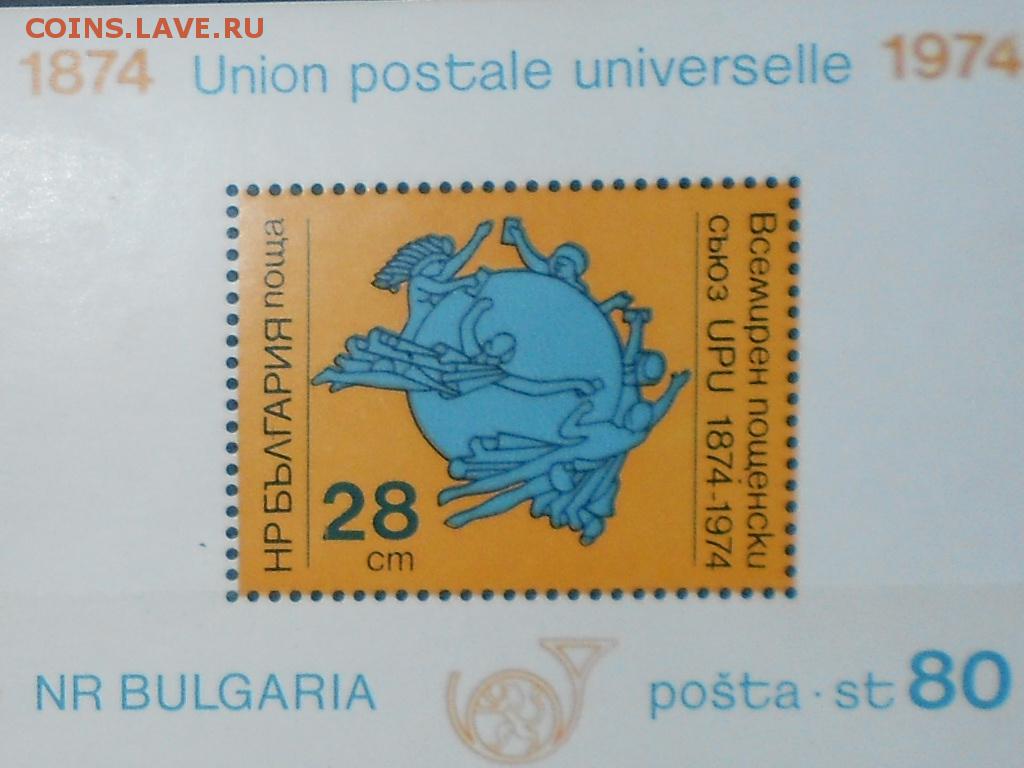 COINS.LAVE.RU
1874 Union postale universelle 1974
НР БЪЛГАРИЯ поща
28
cm
Всемирен пощенски
съюз UPU 1874-1974
NR BULGARIA
pošta · st 80